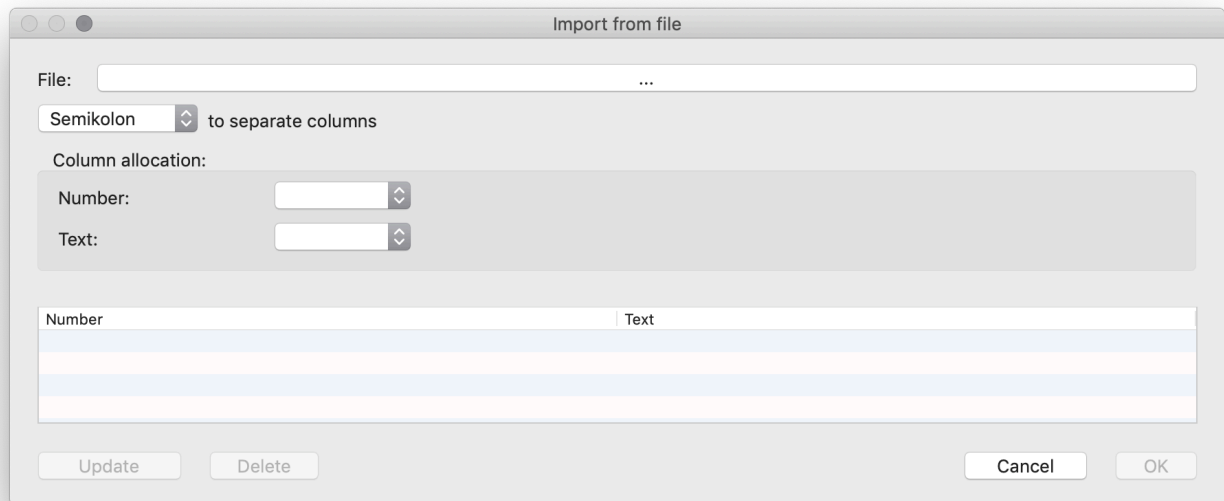 Import from file
File: ...
Semikolon to separate columns
Column allocation:
Number:
Text:
Number Text
Update Delete Cancel OK